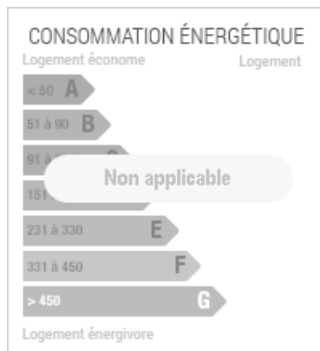 CONSOMMATION ÉNERGÉTIQUE
Logement économe Logement
< 50 A
51 à 90 B
91
Non applicable
151
231 à 330 E
331 à 450 F
> 450 G
Logement énergivore